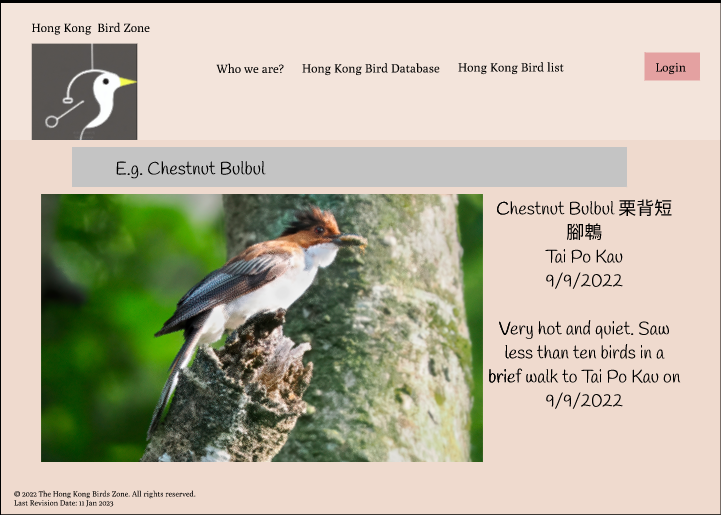 Hong Kong Bird Zone
Who we are?
Hong Kong Bird Database
Hong Kong Bird list
Login
E.g. Chestnut Bulbul
Chestnut Bulbul 栗背短
腳鵯
Tai Po Kau
9/9/2022
Very hot and quiet. Saw
less than ten birds in a
brief walk to Tai Po Kau on
9/9/2022
© 2022 The Hong Kong Birds Zone. All rights reserved.
Last Revision Date: 11 Jan 2023